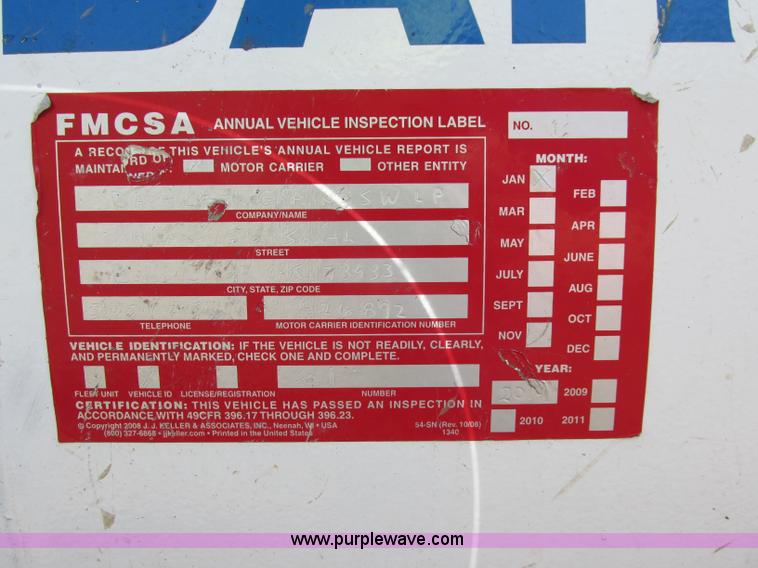 FMCSA ANNUAL VEHICLE INSPECTION LABEL NO.
A RECORD OF THIS VEHICLE'S ANNUAL VEHICLE REPORT IS
MAINTAINED BY: MOTOR CARRIER OTHER ENTITY
COMPANY/NAME
STREET
73533
CITY, STATE, ZIP CODE
TELEPHONE MOTOR CARRIER IDENTIFICATION NUMBER
VEHICLE IDENTIFICATION: IF THE VEHICLE IS NOT READILY, CLEARLY,
AND PERMANENTLY MARKED, CHECK ONE AND COMPLETE.
FLEET UNIT VEHICLE ID LICENSE/REGISTRATION NUMBER
CERTIFICATION: THIS VEHICLE HAS PASSED AN INSPECTION IN
ACCORDANCE WITH 49CFR 396.17 THROUGH 396.23.
© Copyright 2008 J. J. KELLER & ASSOCIATES, INC., Neenah, WI • USA
(800) 327-6868 • jjkeller.com • Printed in the United States
54-SN (Rev. 10/08)
1340
MONTH:
JAN X FEB
MAR APR
MAY JUNE
JULY AUG
SEPT OCT
NOV DEC
YEAR:
2009
2010 2011
www.purplewave.com